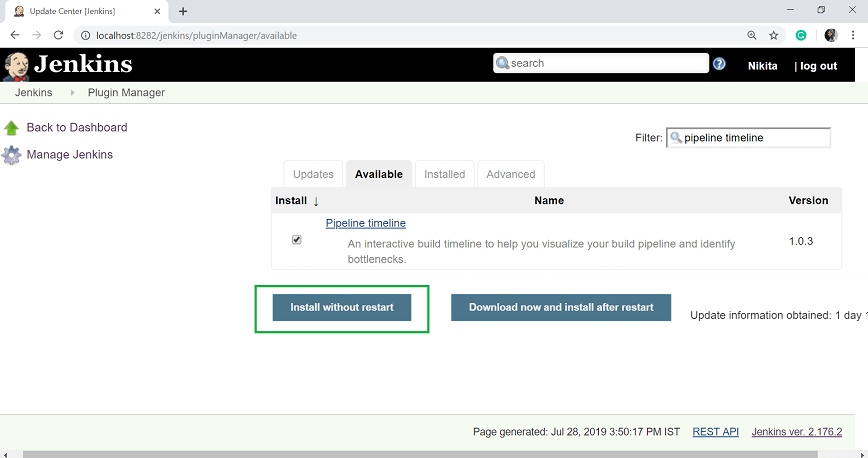 Update Center [Jenkins]
localhost:8282/jenkins/pluginManager/available
Jenkins
search
Nikita
| log out
Jenkins
Plugin Manager
Back to Dashboard
Manage Jenkins
Filter:
pipeline timeline
Updates
Available
Installed
Advanced
Install ↓
Name
Version
Pipeline timeline
An interactive build timeline to help you visualize your build pipeline and identify
bottlenecks.
1.0.3
Install without restart
Download now and install after restart
Update information obtained: 1 day
Page generated: Jul 28, 2019 3:50:17 PM IST
REST API
Jenkins ver. 2.176.2